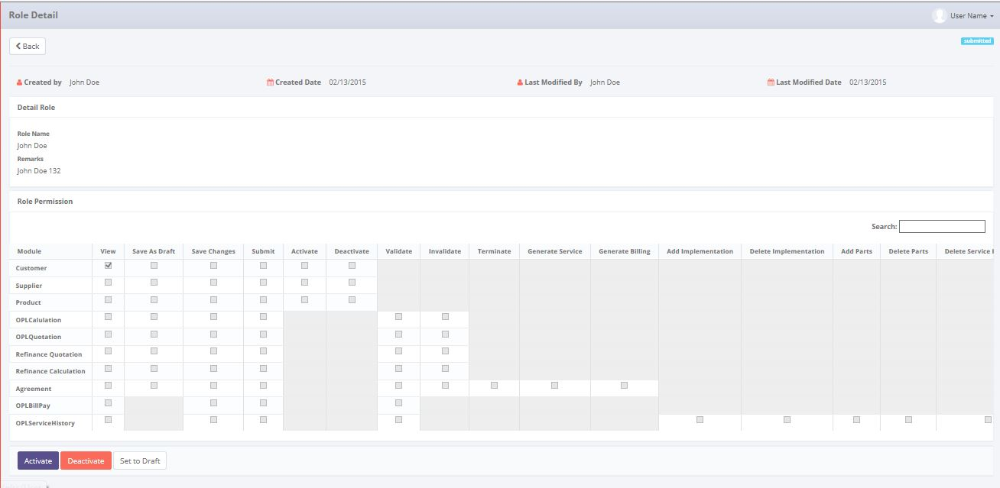 Role Detail
User Name
Back
submitted
Created by John Doe Created Date 02/13/2015 Last Modified By John Doe Last Modified Date 02/13/2015
Detail Role
Role Name
John Doe
Remarks
John Doe 132
Role Permission
Search:
Module View Save As Draft Save Changes Submit Activate Deactivate Validate Invalidate Terminate Generate Service Generate Billing Add Implementation Delete Implementation Add Parts Delete Parts Delete Service
Customer
Supplier
Product
OPLCalulation
OPLQuotation
Refinance Quotation
Refinance Calculation
Agreement
OPLBillPay
OPLServiceHistory
Activate Deactivate Set to Draft